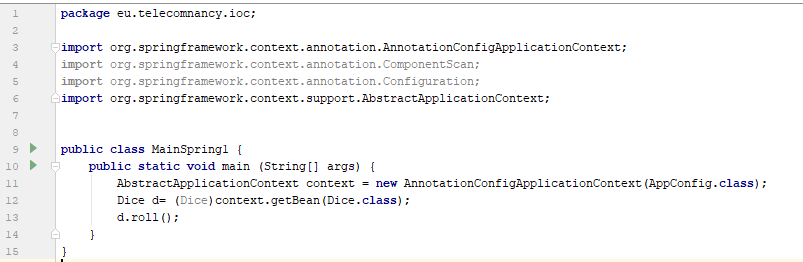 1 package eu.telecomnancy.ioc;
2
3 import org.springframework.context.annotation.AnnotationConfigApplicationContext;
4 import org.springframework.context.annotation.ComponentScan;
5 import org.springframework.context.annotation.Configuration;
6 import org.springframework.context.support.AbstractApplicationContext;
7
8
9 public class MainSpring1 {
10 public static void main (String[] args) {
11 AbstractApplicationContext context = new AnnotationConfigApplicationContext(AppConfig.class);
12 Dice d= (Dice)context.getBean(Dice.class);
13 d.roll();
14 }
15 }